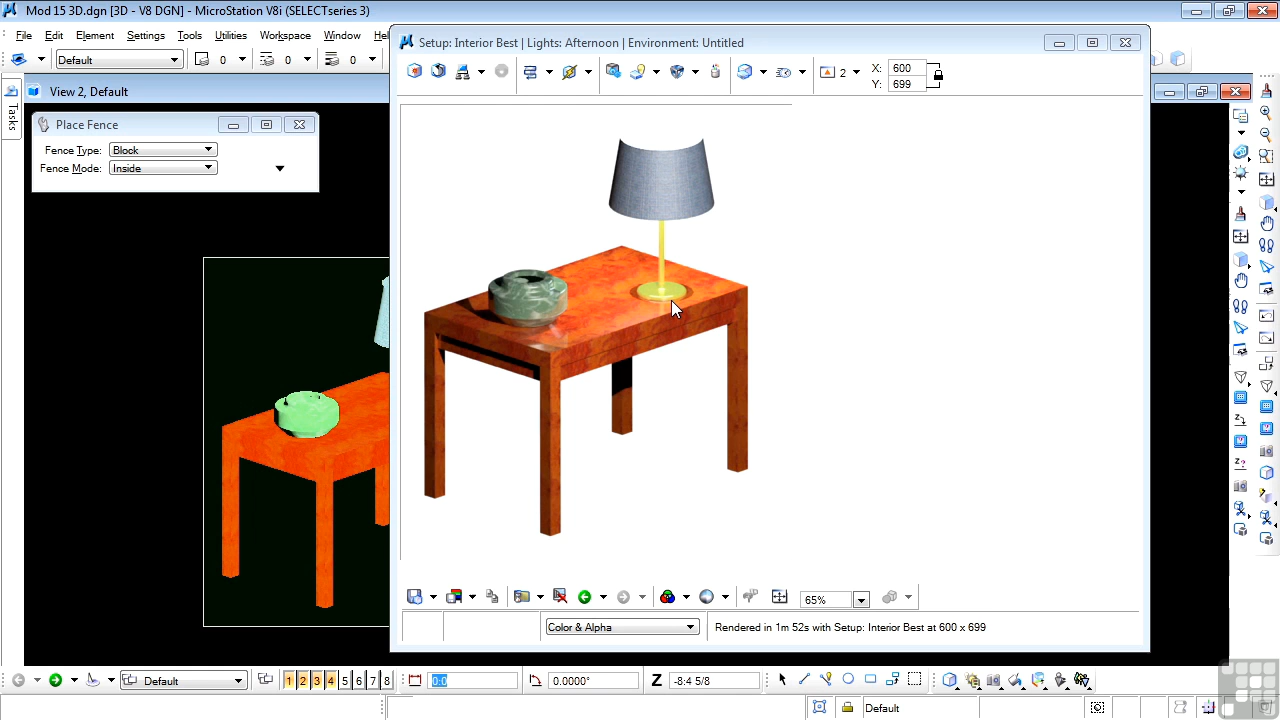 Mod 15 3D.dgn [3D - V8 DGN] - MicroStation V8i (SELECTseries 3)
File Edit Element Settings Tools Utilities Workspace Window Hel
Default 0 0 0
Setup: Interior Best | Lights: Afternoon | Environment: Untitled
2 X: 600
Y: 699
View 2, Default
Tasks
Place Fence
Fence Type: Block
Fence Mode: Inside
65%
Color & Alpha Rendered in 1m 52s with Setup: Interior Best at 600 x 699
Default 1 2 3 4 5 6 7 8 0:0 0.0000° Z -8:4 5/8
Default